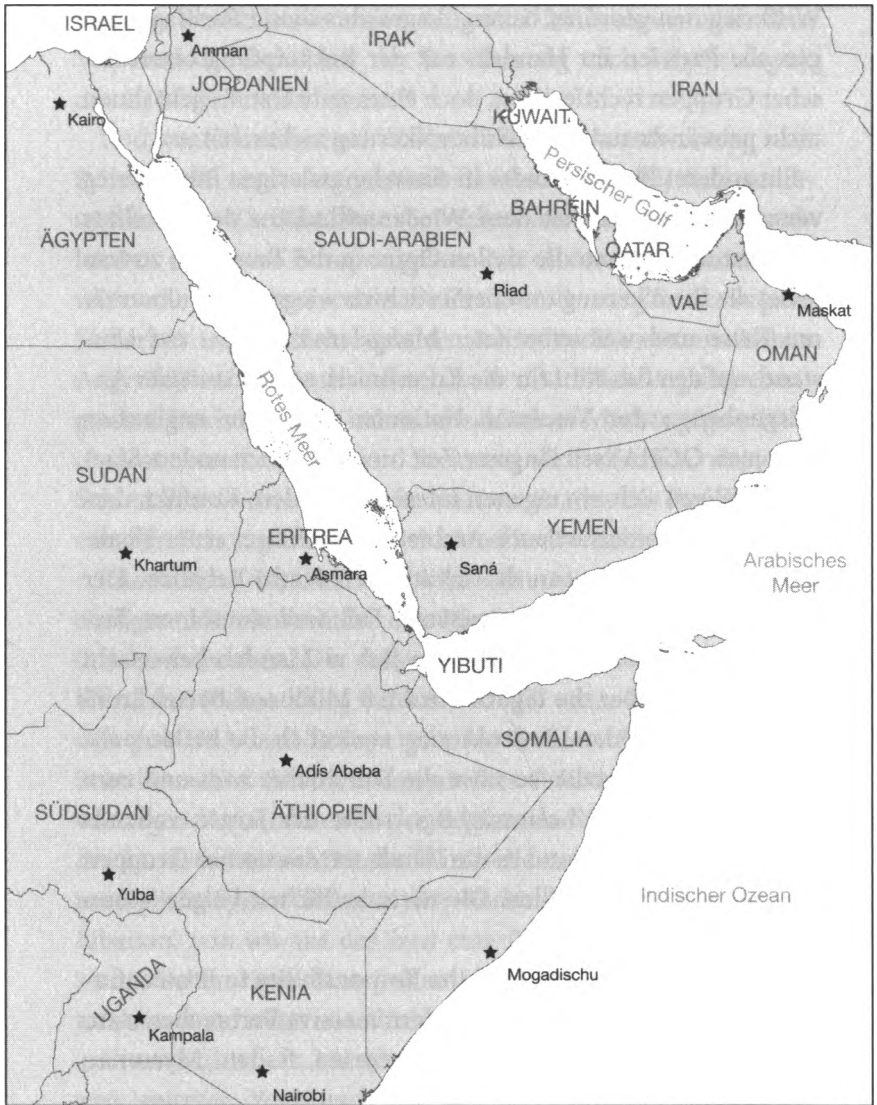 ISRAEL
Amman
IRAK
JORDANIEN
IRAN
Kairo
KUWAIT
Persischer Golf
BAHREIN
ÄGYPTEN
SAUDI-ARABIEN
QATAR
Riad
VAE
Maskat
OMAN
Rotes Meer
SUDAN
YEMEN
ERITREA
Khartum
Asmara
Saná
Arabisches
Meer
YIBUTI
SOMALIA
Adís Abeba
SÜDSUDAN
ÄTHIOPIEN
Yuba
Indischer Ozean
Mogadischu
UGANDA
KENIA
Kampala
Nairobi